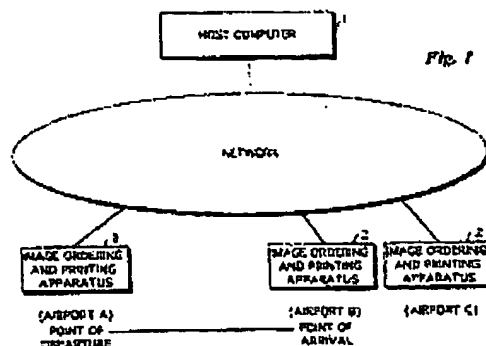 HOST COMPUTER
1
Fig. 1
NETWORK
2
IMAGE ORDERING
AND PRINTING
APPARATUS
2
IMAGE ORDERING
AND PRINTING
APPARATUS
2
IMAGE ORDERING
AND PRINTING
APPARATUS
(AIRPORT A)
POINT OF
DEPARTURE
(AIRPORT B)
POINT OF
ARRIVAL
(AIRPORT C)